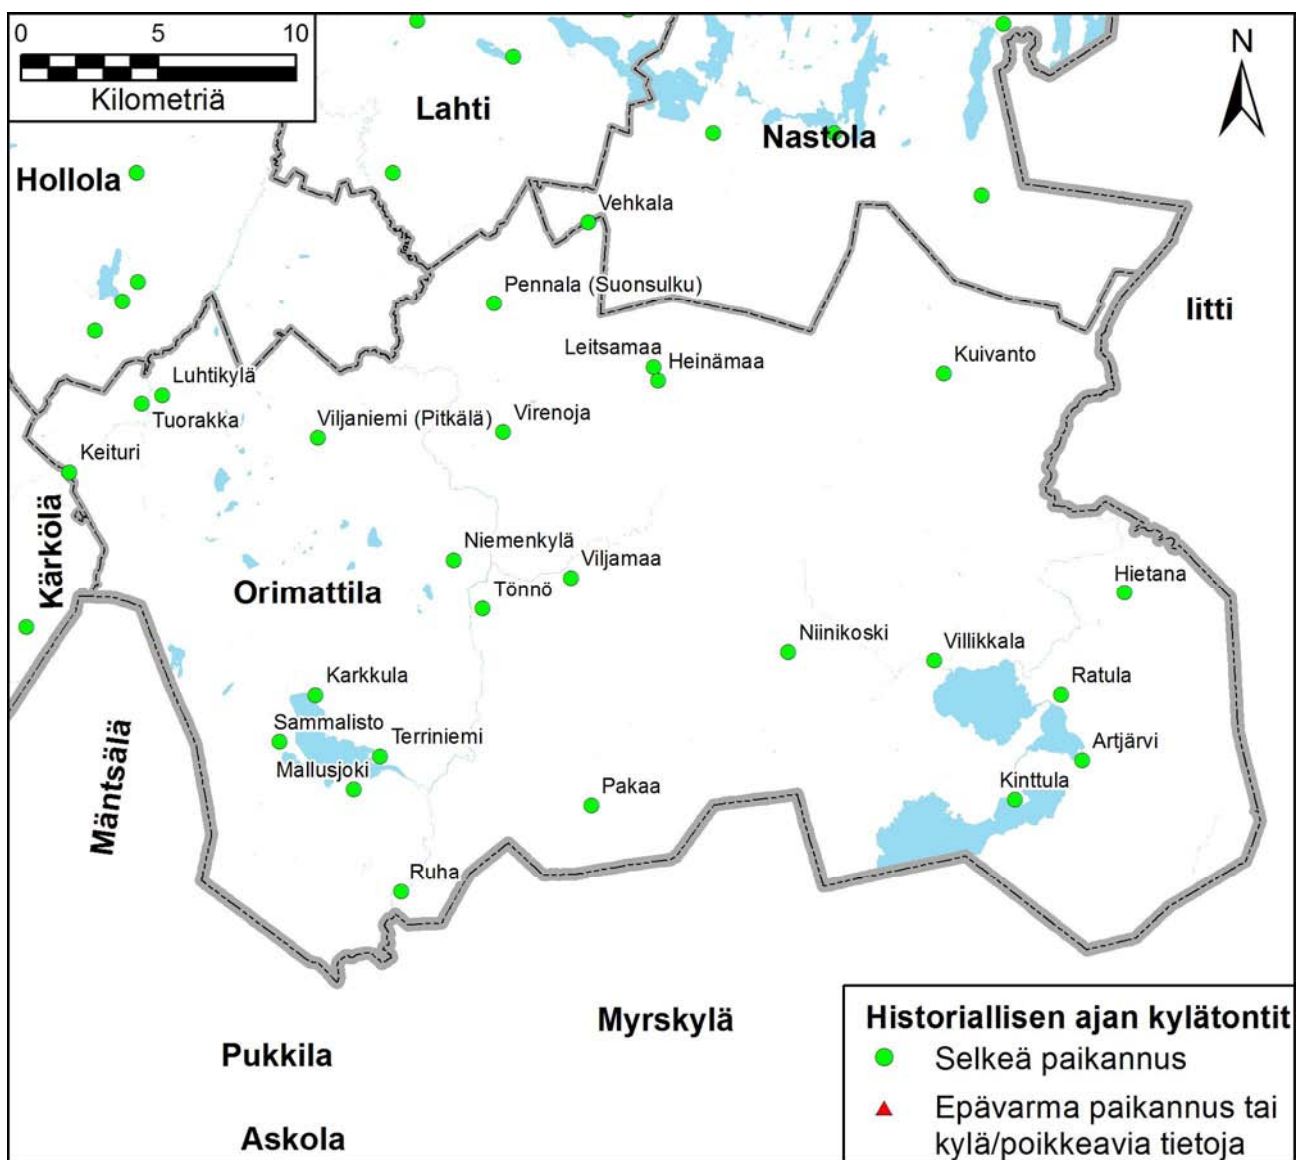 0 5 10
Kilometriä
N
Lahti
Nastola
Hollola
Vehkala
Pennala (Suonsulku)
Iitti
Leitsamaa
Heinämaa
Kuivanto
Luhtikylä
Tuorakka
Viljaniemi (Pitkälä)
Virenoja
Keituri
Kärkölä
Niemenkylä
Viljamaa
Hietana
Orimattila
Tönnö
Niinikoski
Villikkala
Karkkula
Ratula
Sammalisto
Terriniemi
Artjärvi
Mäntsälä
Mallusjoki
Pakaa
Kinttula
Ruha
Myrskylä
Pukkila
Askola
Historiallisen ajan kylätontit
Selkeä paikannus
Epävarma paikannus tai
kylä/poikkeavia tietoja